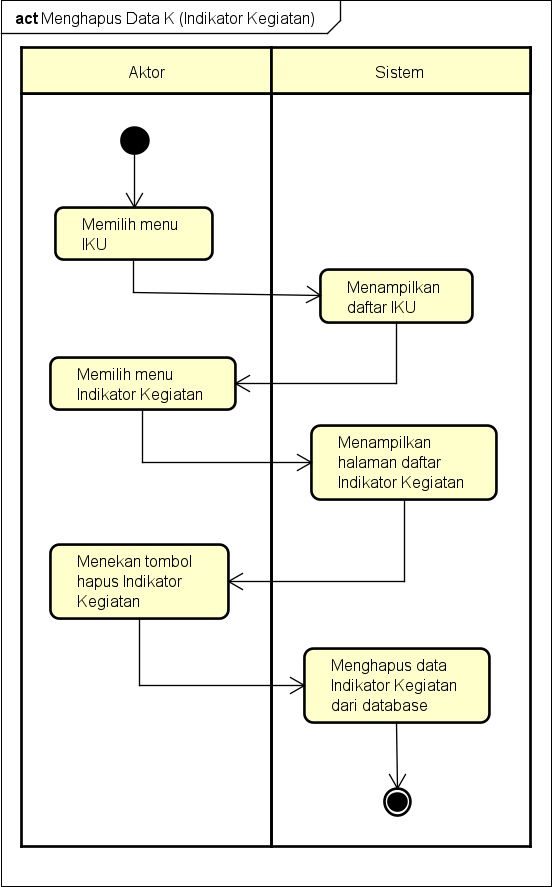 act Menghapus Data K (Indikator Kegiatan)
Aktor
Sistem
Memilih menu
IKU
Menampilkan
daftar IKU
Memilih menu
Indikator Kegiatan
Menampilkan
halaman daftar
Indikator Kegiatan
Menekan tombol
hapus Indikator
Kegiatan
Menghapus data
Indikator Kegiatan
dari database